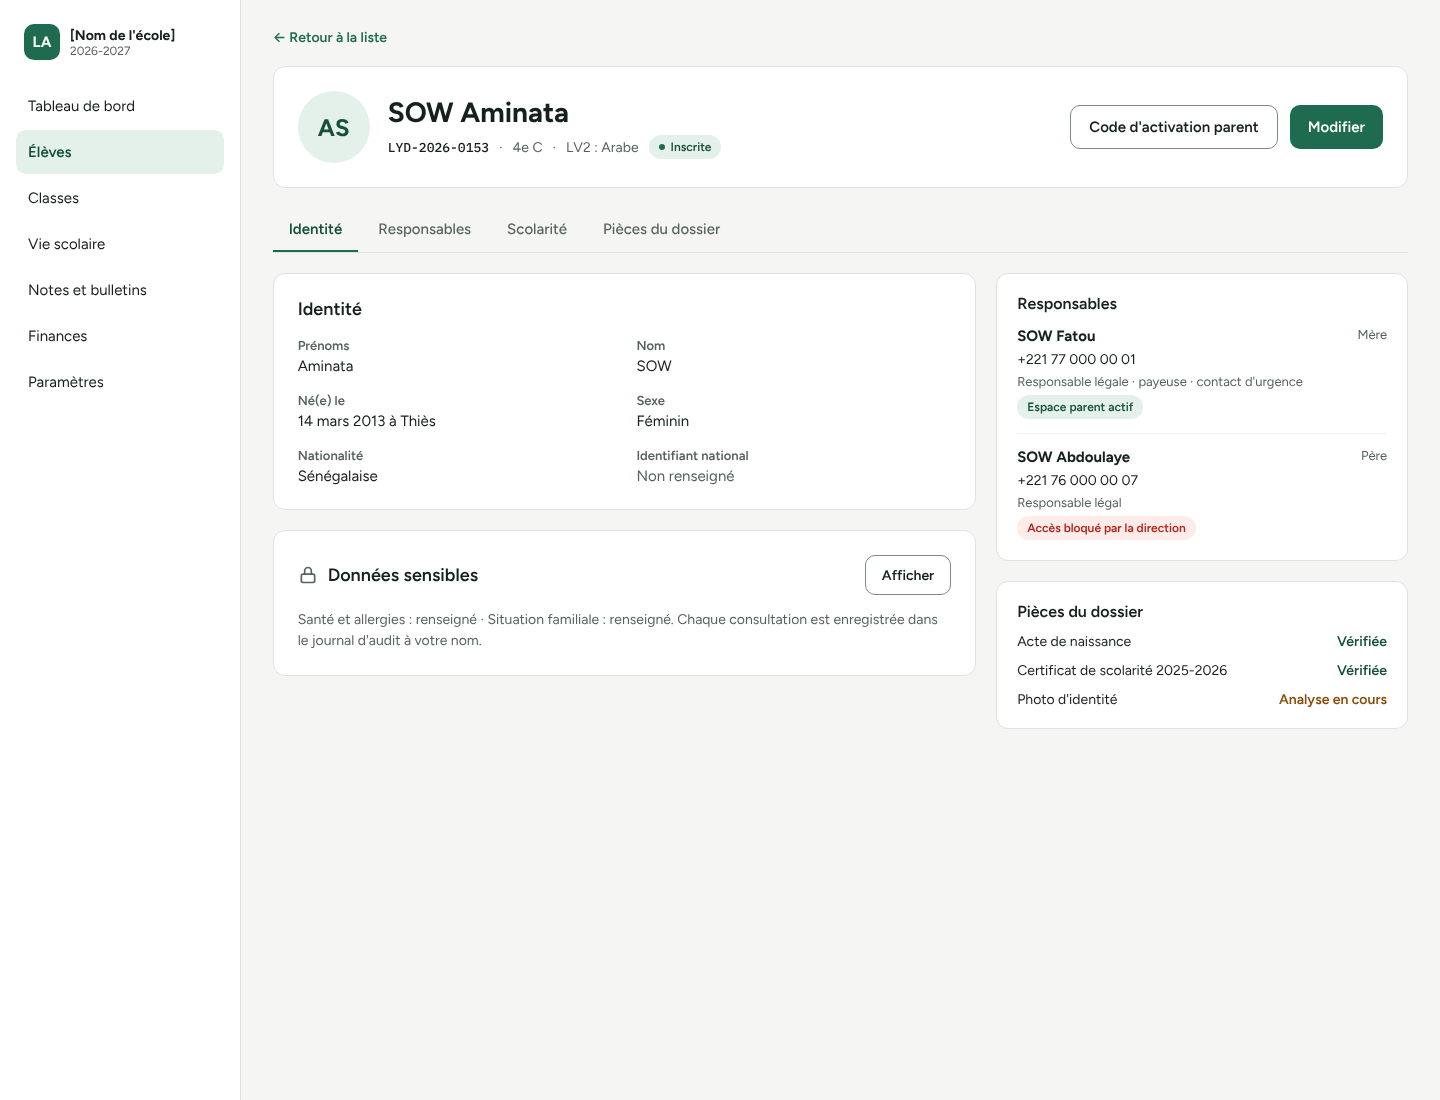 LA
[Nom de l'école]
2026-2027
Tableau de bord
Élèves
Classes
Vie scolaire
Notes et bulletins
Finances
Paramètres
← Retour à la liste
AS
SOW Aminata
LYD-2026-0153 · 4e C · LV2 : Arabe
Inscrite
Code d'activation parent
Modifier
Identité
Responsables
Scolarité
Pièces du dossier
Identité
Prénoms
Aminata
Nom
SOW
Né(e) le
14 mars 2013 à Thiès
Sexe
Féminin
Nationalité
Sénégalaise
Identifiant national
Non renseigné
Données sensibles
Afficher
Santé et allergies : renseigné · Situation familiale : renseigné. Chaque consultation est enregistrée dans
le journal d'audit à votre nom.
Responsables
SOW Fatou
Mère
+221 77 000 00 01
Responsable légale · payeuse · contact d'urgence
Espace parent actif
SOW Abdoulaye
Père
+221 76 000 00 07
Responsable légal
Accès bloqué par la direction
Pièces du dossier
Acte de naissance
Vérifiée
Certificat de scolarité 2025-2026
Vérifiée
Photo d'identité
Analyse en cours